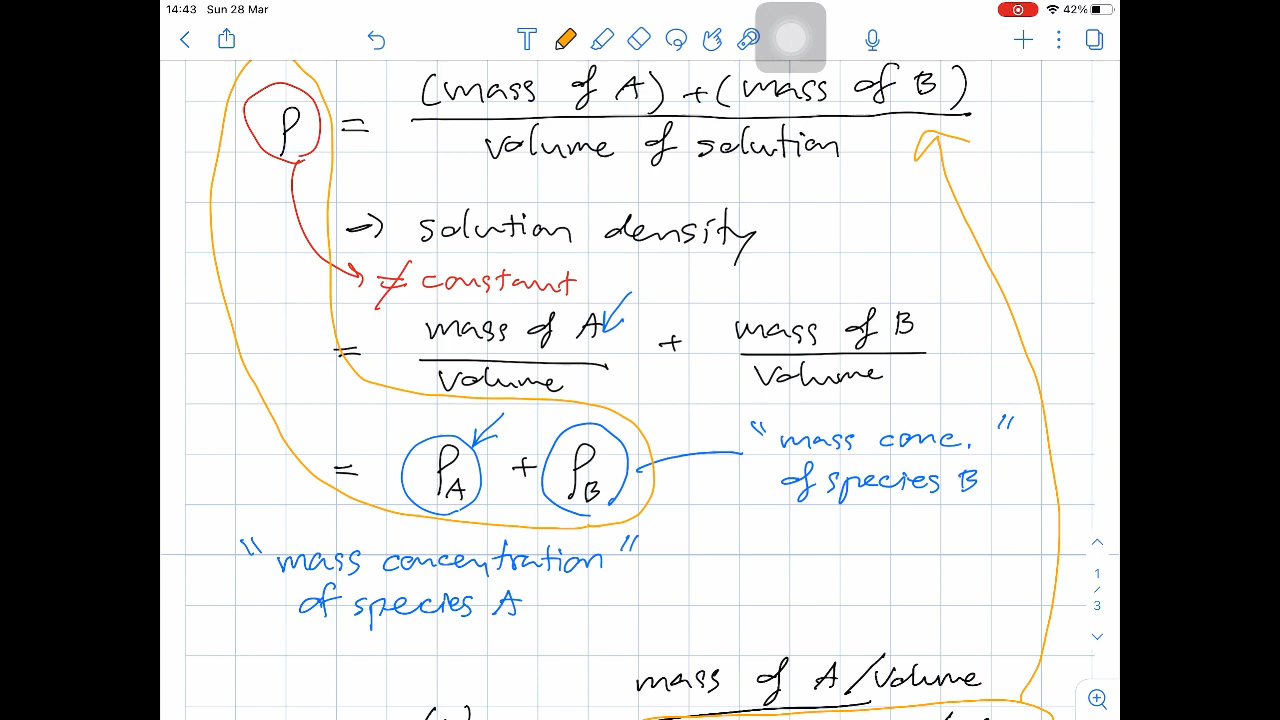 14:43 Sun 28 Mar
42%
T
ρ = (mass of A) + (mass of B)
volume of solution
→ solution density
≠ constant
= mass of A + mass of B
volume volume
= ρA + ρB
"mass conc."
of species B
"mass concentration"
of species A
1
/
3
mass of A/volume